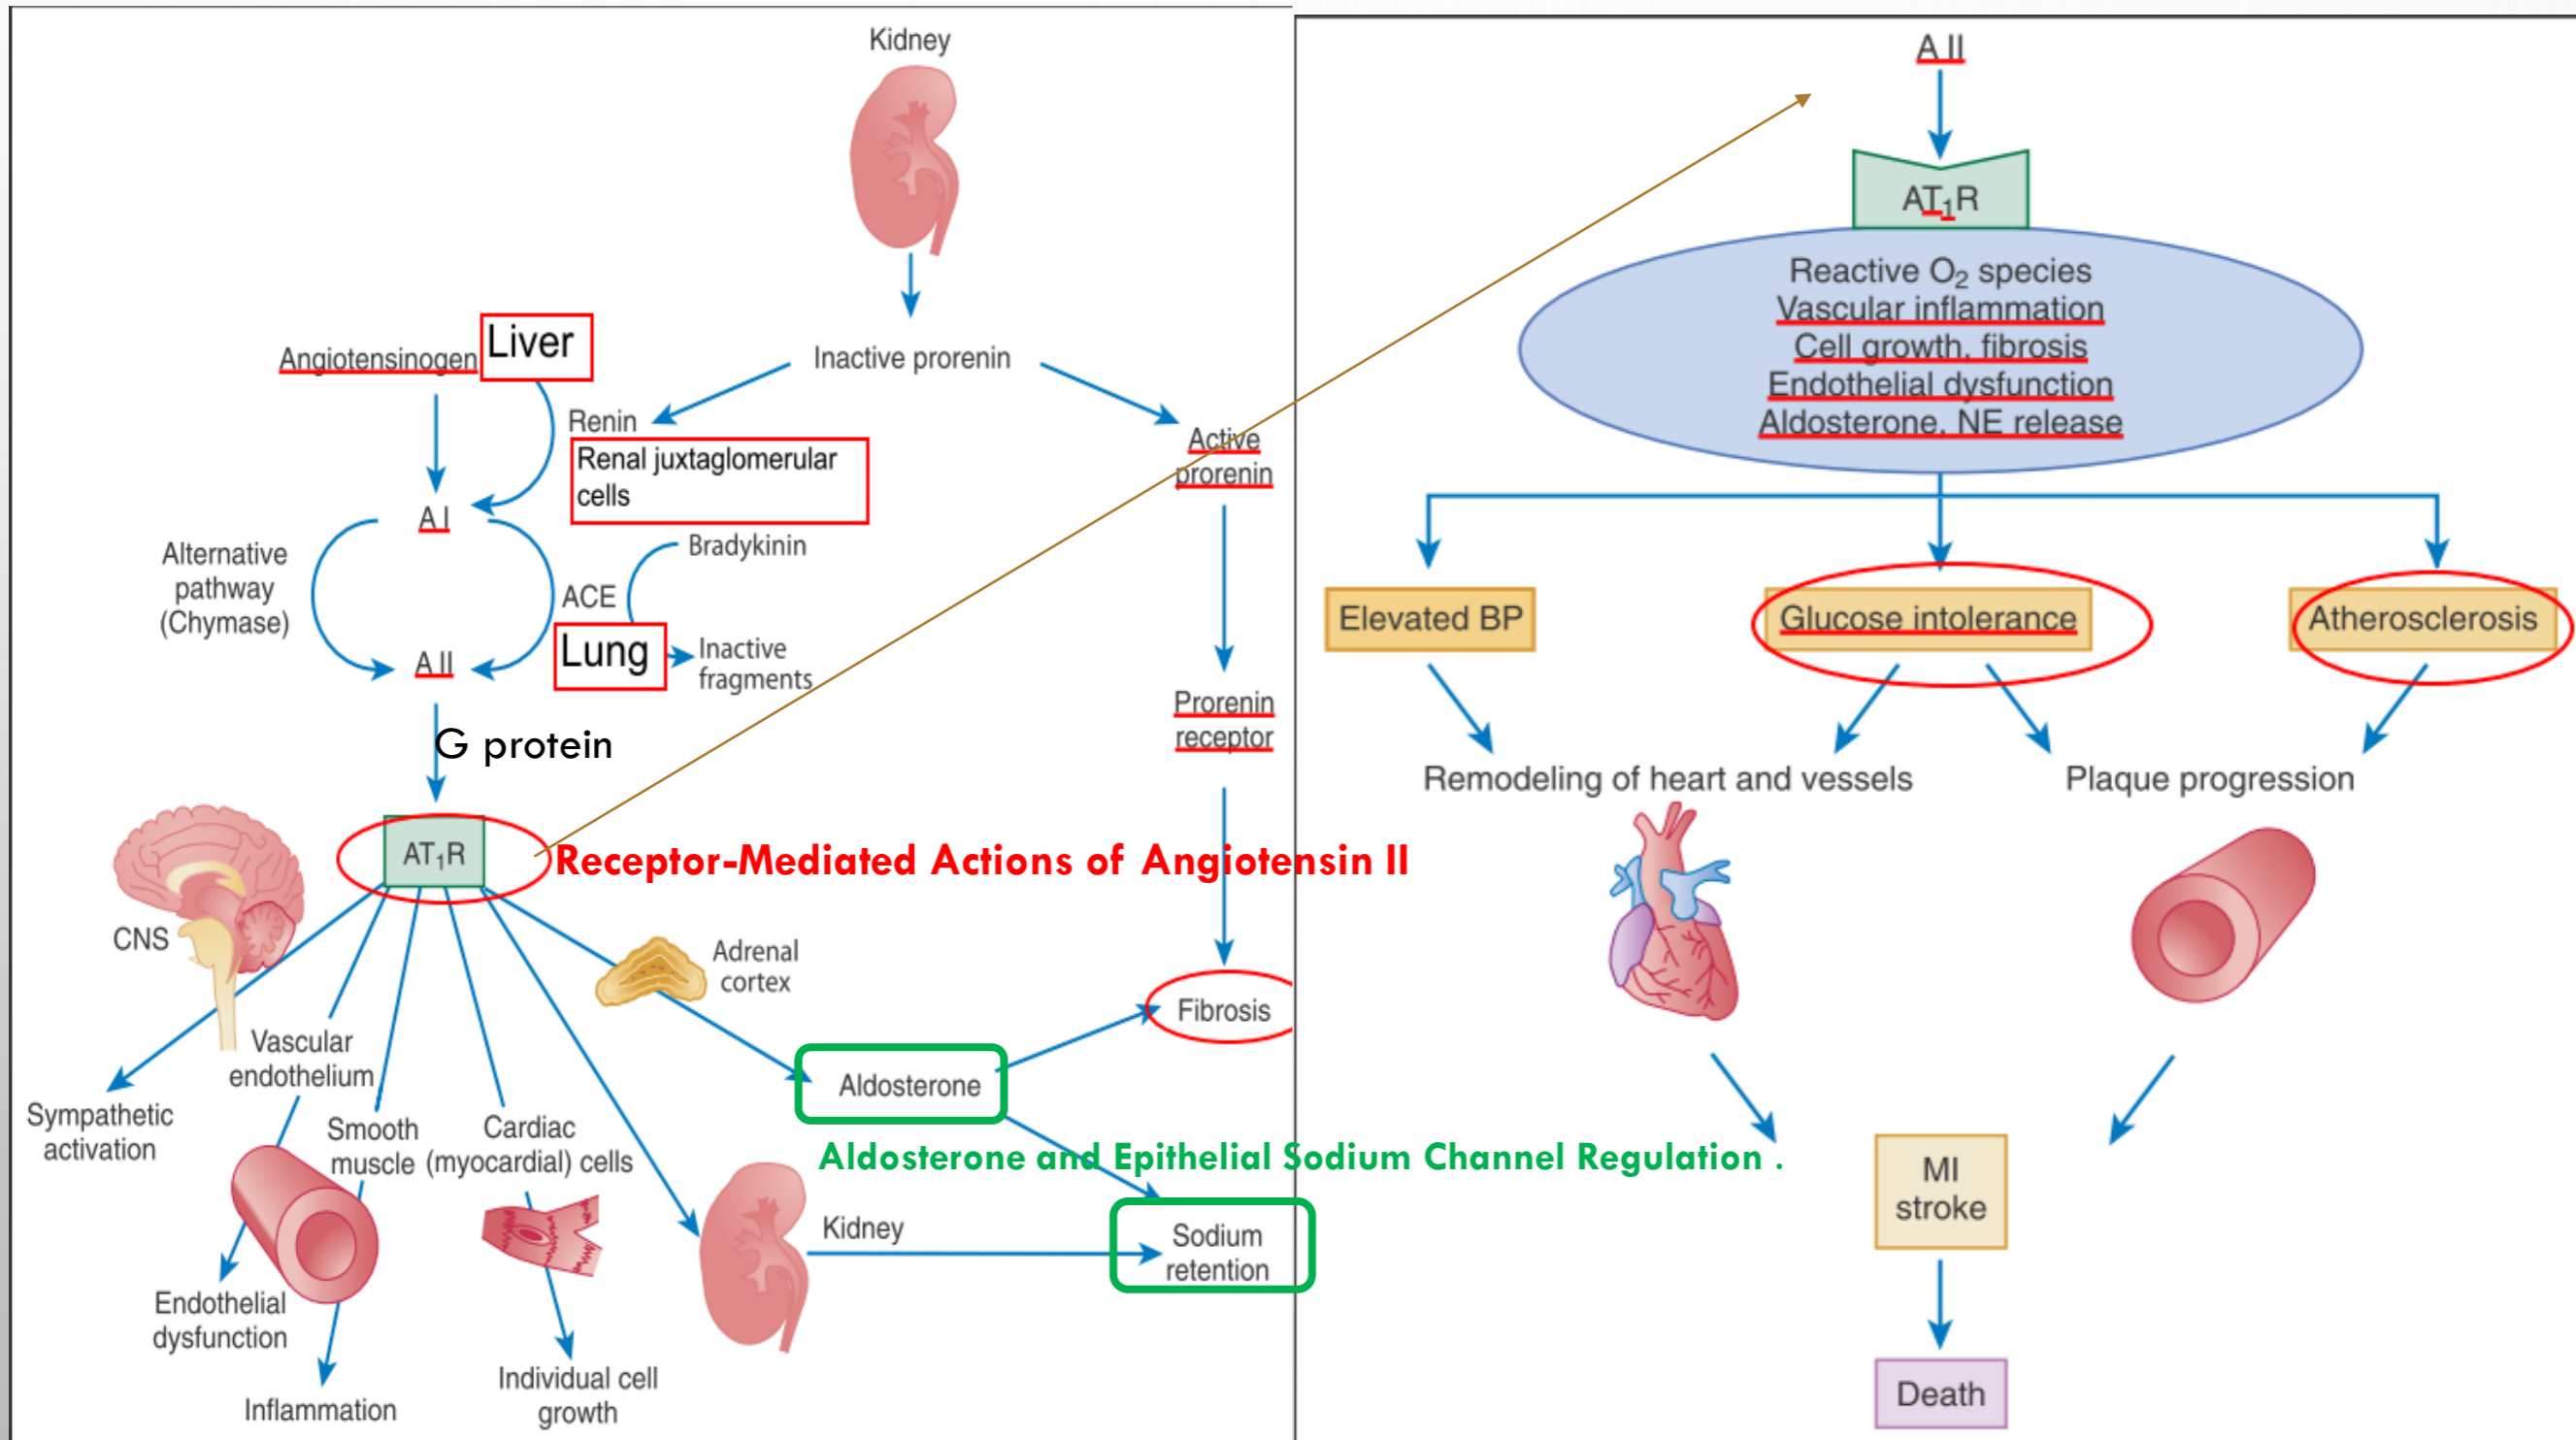 Kidney
Inactive prorenin
Angiotensinogen
Liver
Renin
Renal juxtaglomerular
cells
Active
prorenin
A I
Alternative
pathway
(Chymase)
Bradykinin
ACE
Lung
Inactive
fragments
A II
Prorenin
receptor
G protein
AT₁R
Receptor-Mediated Actions of Angiotensin II
CNS
Adrenal
cortex
Fibrosis
Vascular
endothelium
Aldosterone
Sympathetic
activation
Smooth
muscle
Cardiac
(myocardial) cells
Aldosterone and Epithelial Sodium Channel Regulation .
Kidney
Sodium
retention
Endothelial
dysfunction
Inflammation
Individual cell
growth
A II
AT₁R
Reactive O₂ species
Vascular inflammation
Cell growth, fibrosis
Endothelial dysfunction
Aldosterone, NE release
Elevated BP
Glucose intolerance
Atherosclerosis
Remodeling of heart and vessels
Plaque progression
MI
stroke
Death